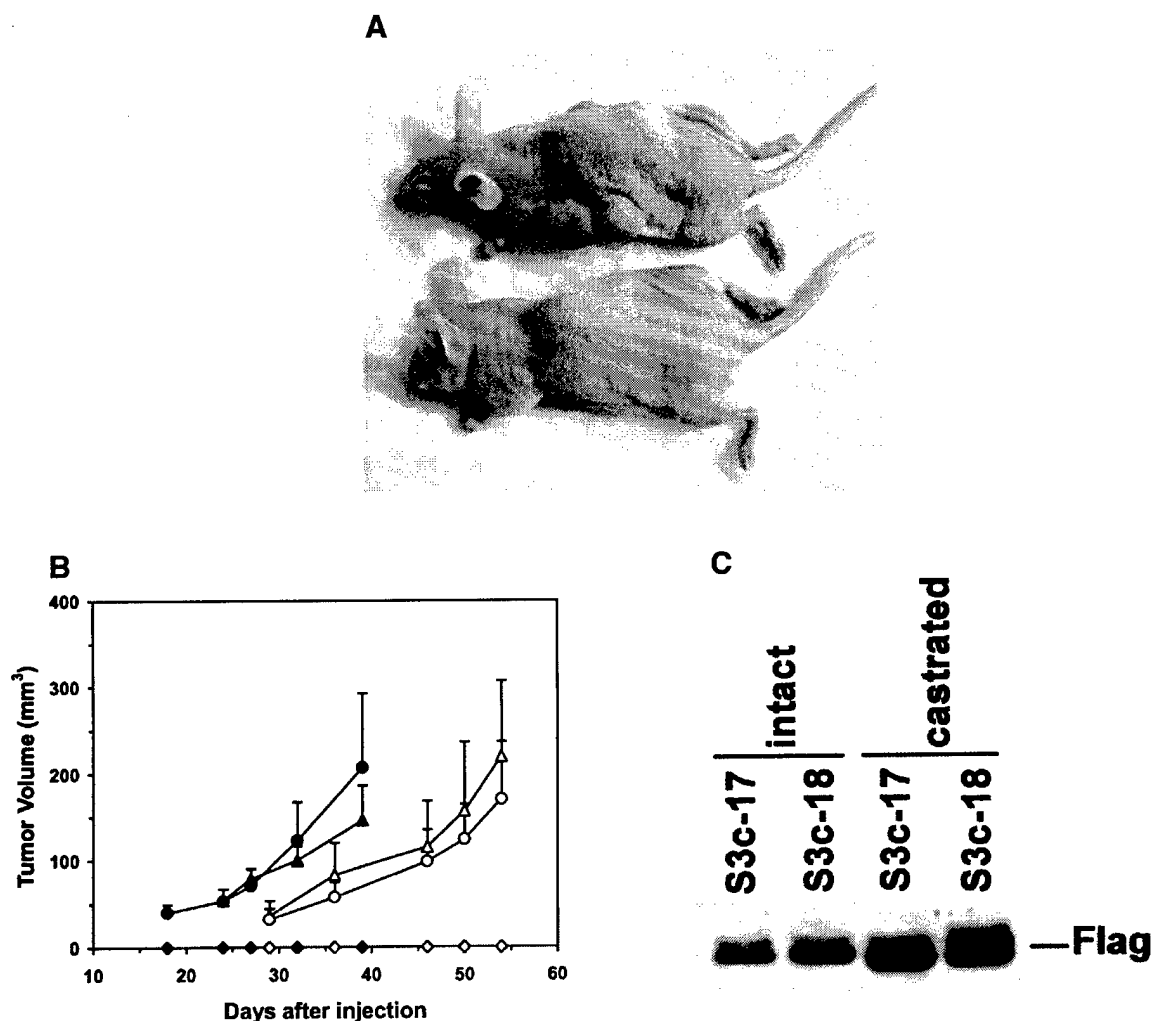 A
B
400
300
200
100
0
Tumor Volume (mm³)
10 20 30 40 50 60
Days after injection
C
intact castrated
S3c-17 S3c-18 S3c-17 S3c-18
Flag